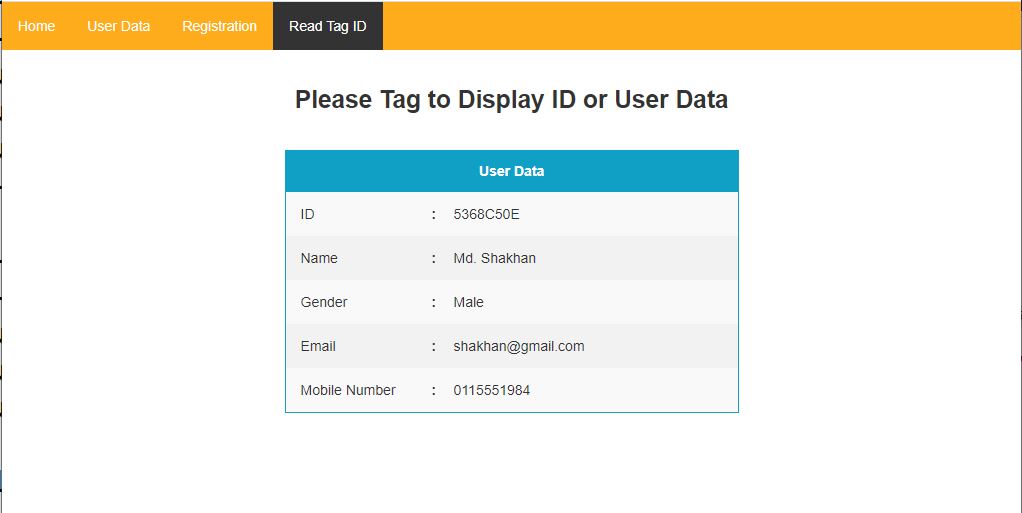 Home User Data Registration Read Tag ID
Please Tag to Display ID or User Data
User Data
ID : 5368C50E
Name : Md. Shakhan
Gender : Male
Email : shakhan@gmail.com
Mobile Number : 0115551984